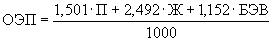 ОЭП = 1,501·П + 2,492·Ж + 1,152·БЭВ
1000